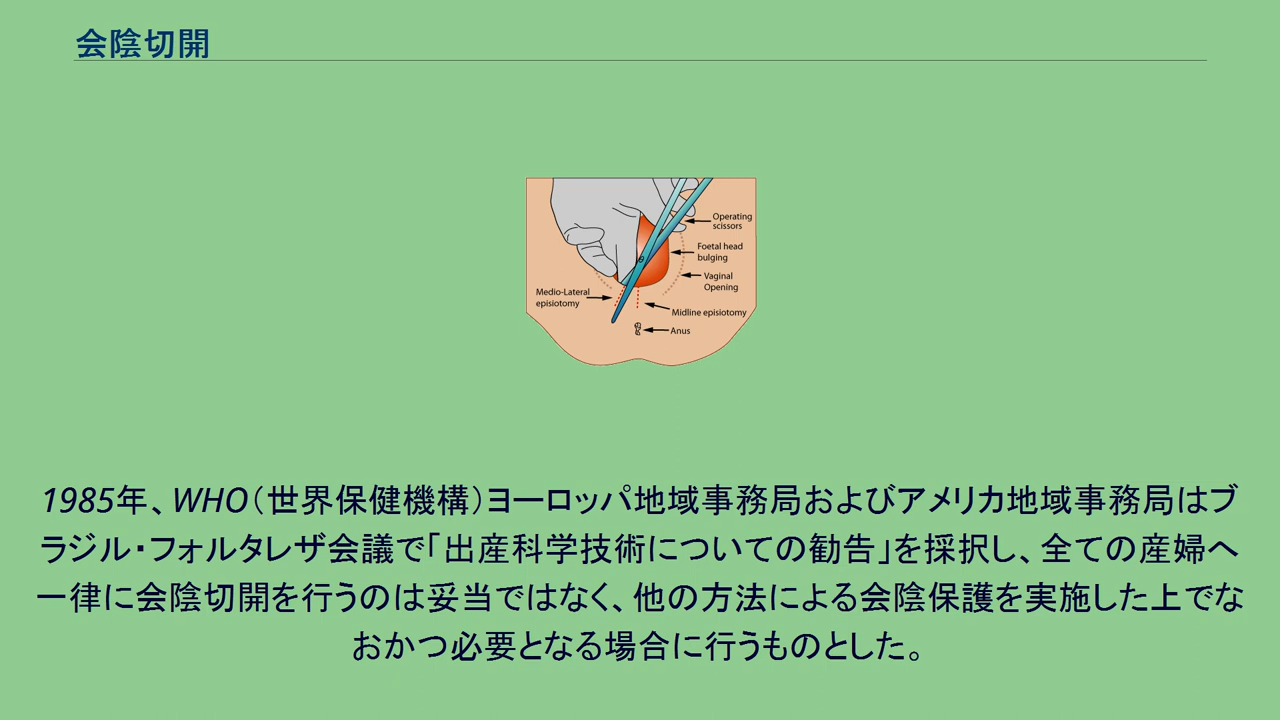 会陰切開
Operating
scissors
Foetal head
bulging
Vaginal
Opening
Medio-Lateral
episiotomy
Midline episiotomy
Anus
1985年、WHO(世界保健機構)ヨーロッパ地域事務局およびアメリカ地域事務局はブ
ラジル・フォルタレザ会議で「出産科学技術についての勧告」を採択し、全ての産婦へ
一律に会陰切開を行うのは妥当ではなく、他の方法による会陰保護を実施した上でな
おかつ必要となる場合に行うものとした。